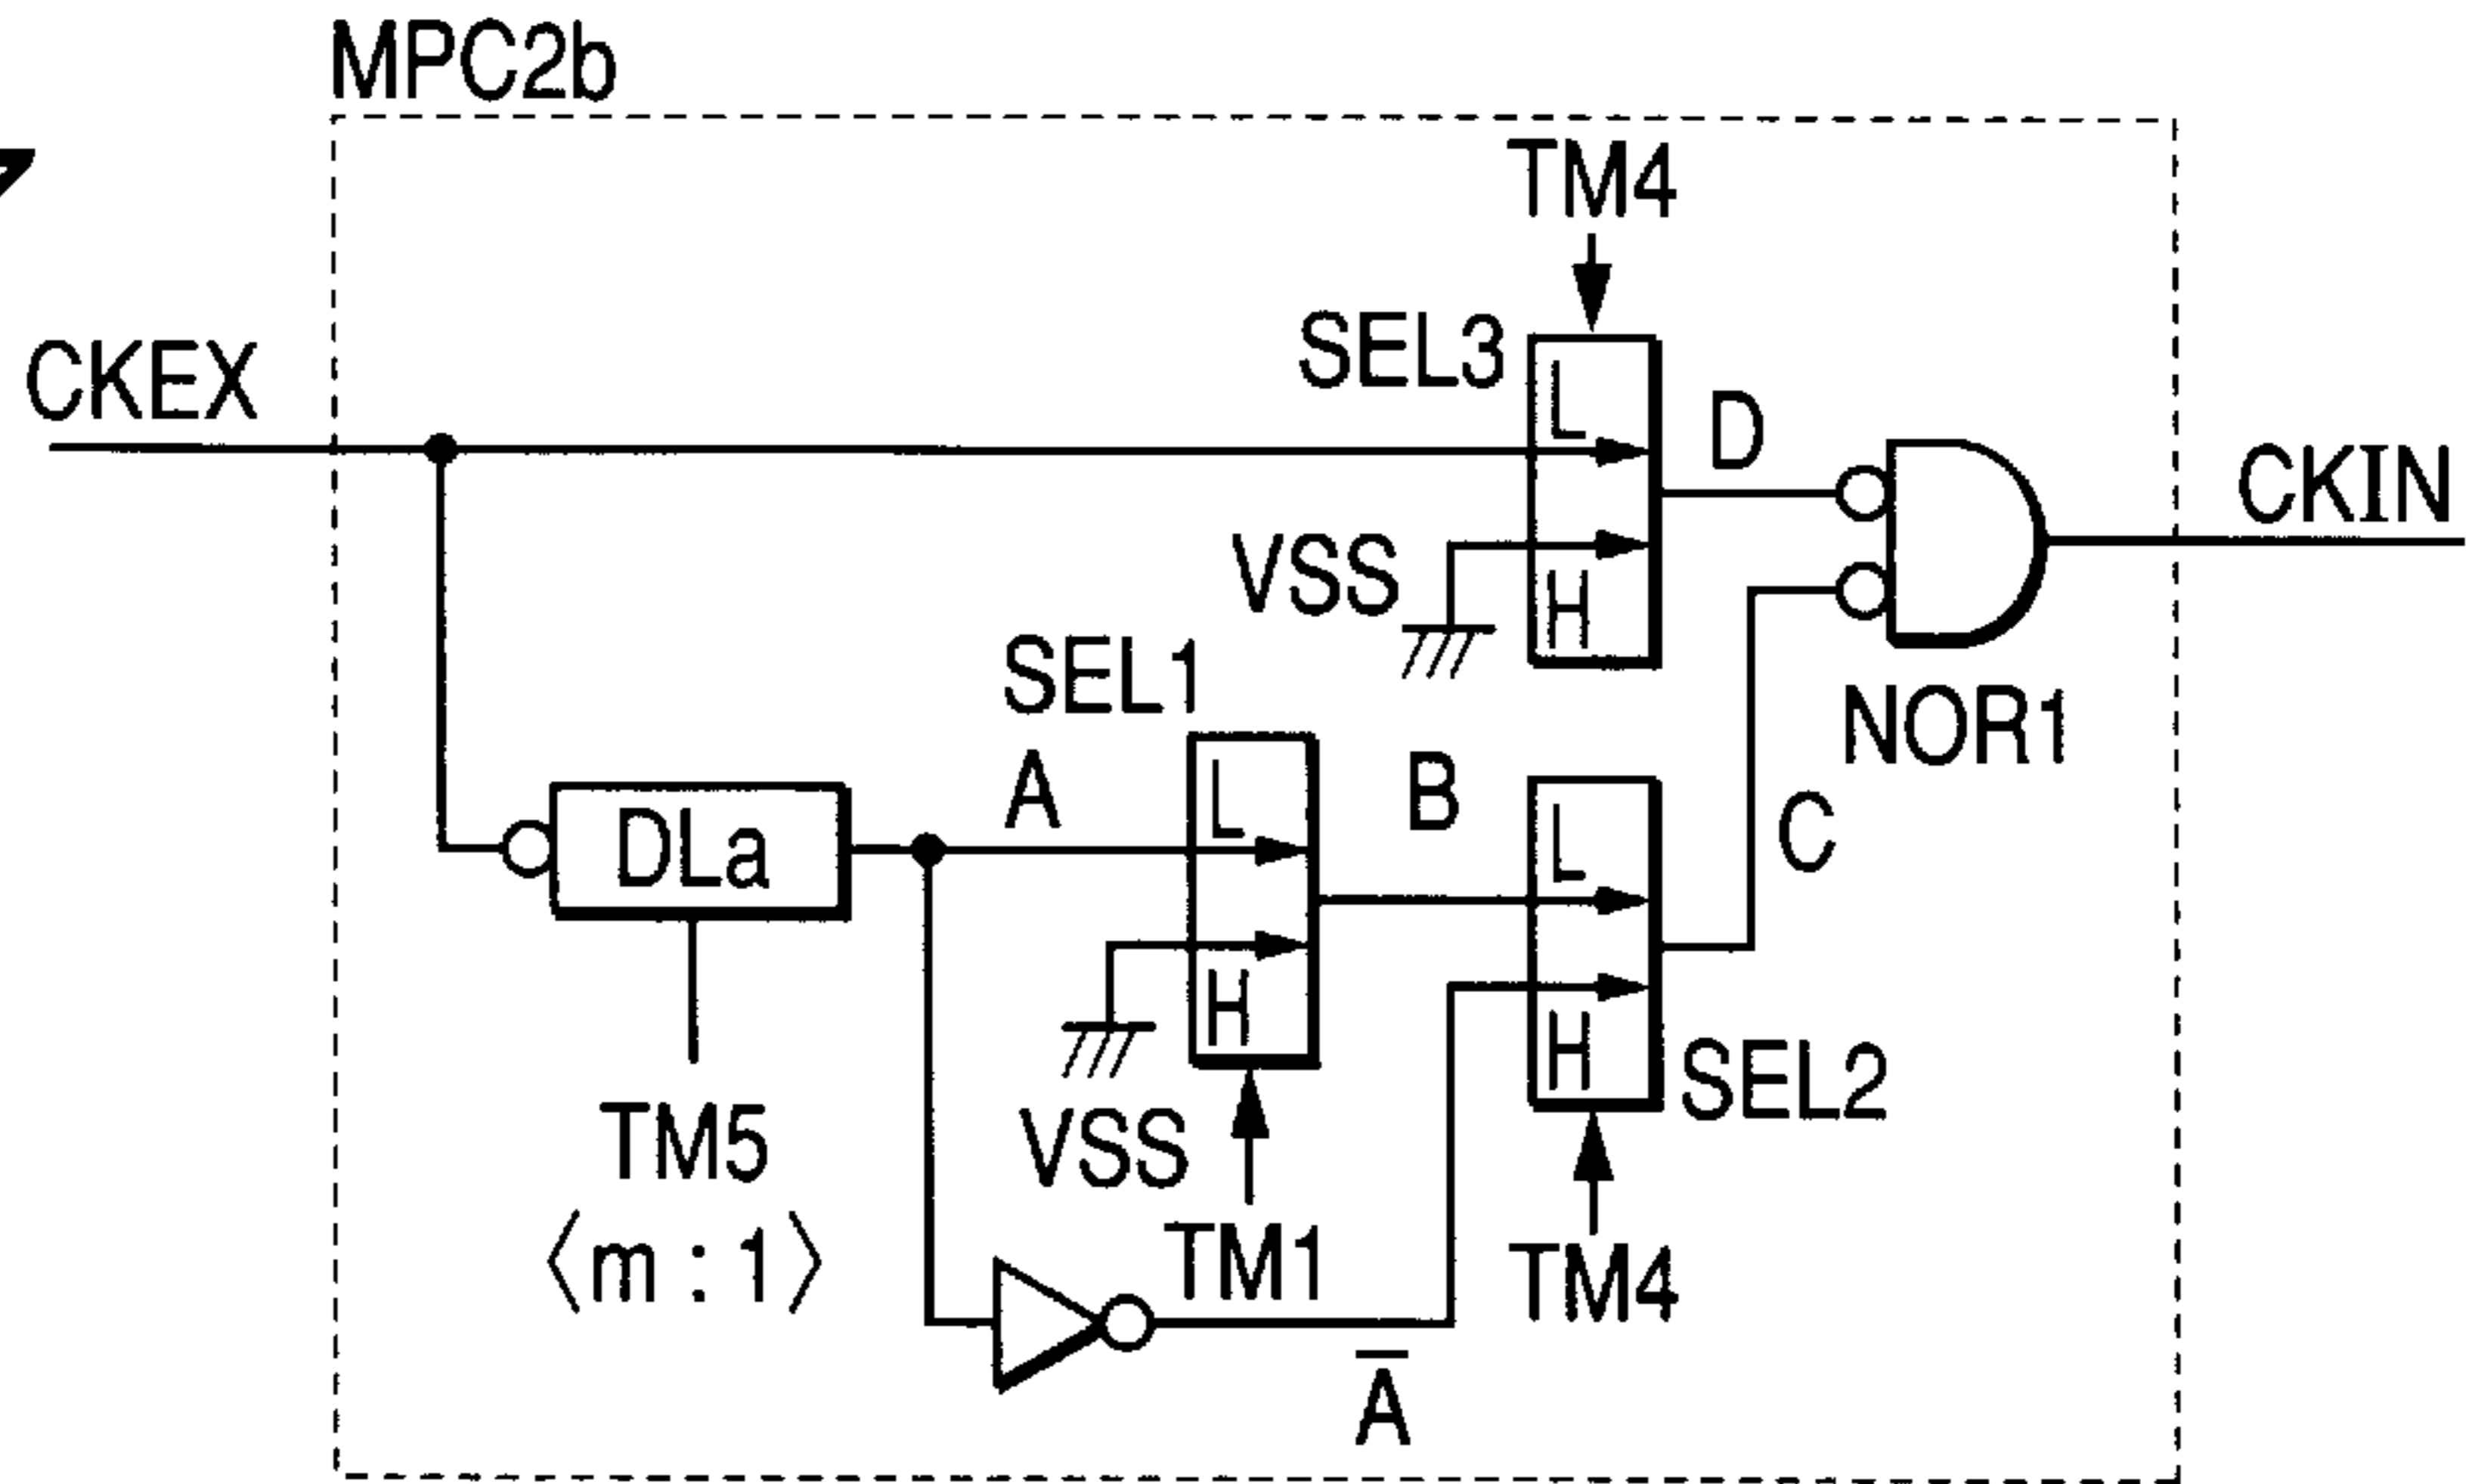 MPC2b
TM4
CKEX
SEL3
L
D
CKIN
VSS
H
SEL1
NOR1
A
L
B
DLa
L
C
H
H
SEL2
VSS
TM5
TM1
TM4
〈m : 1〉
A̅